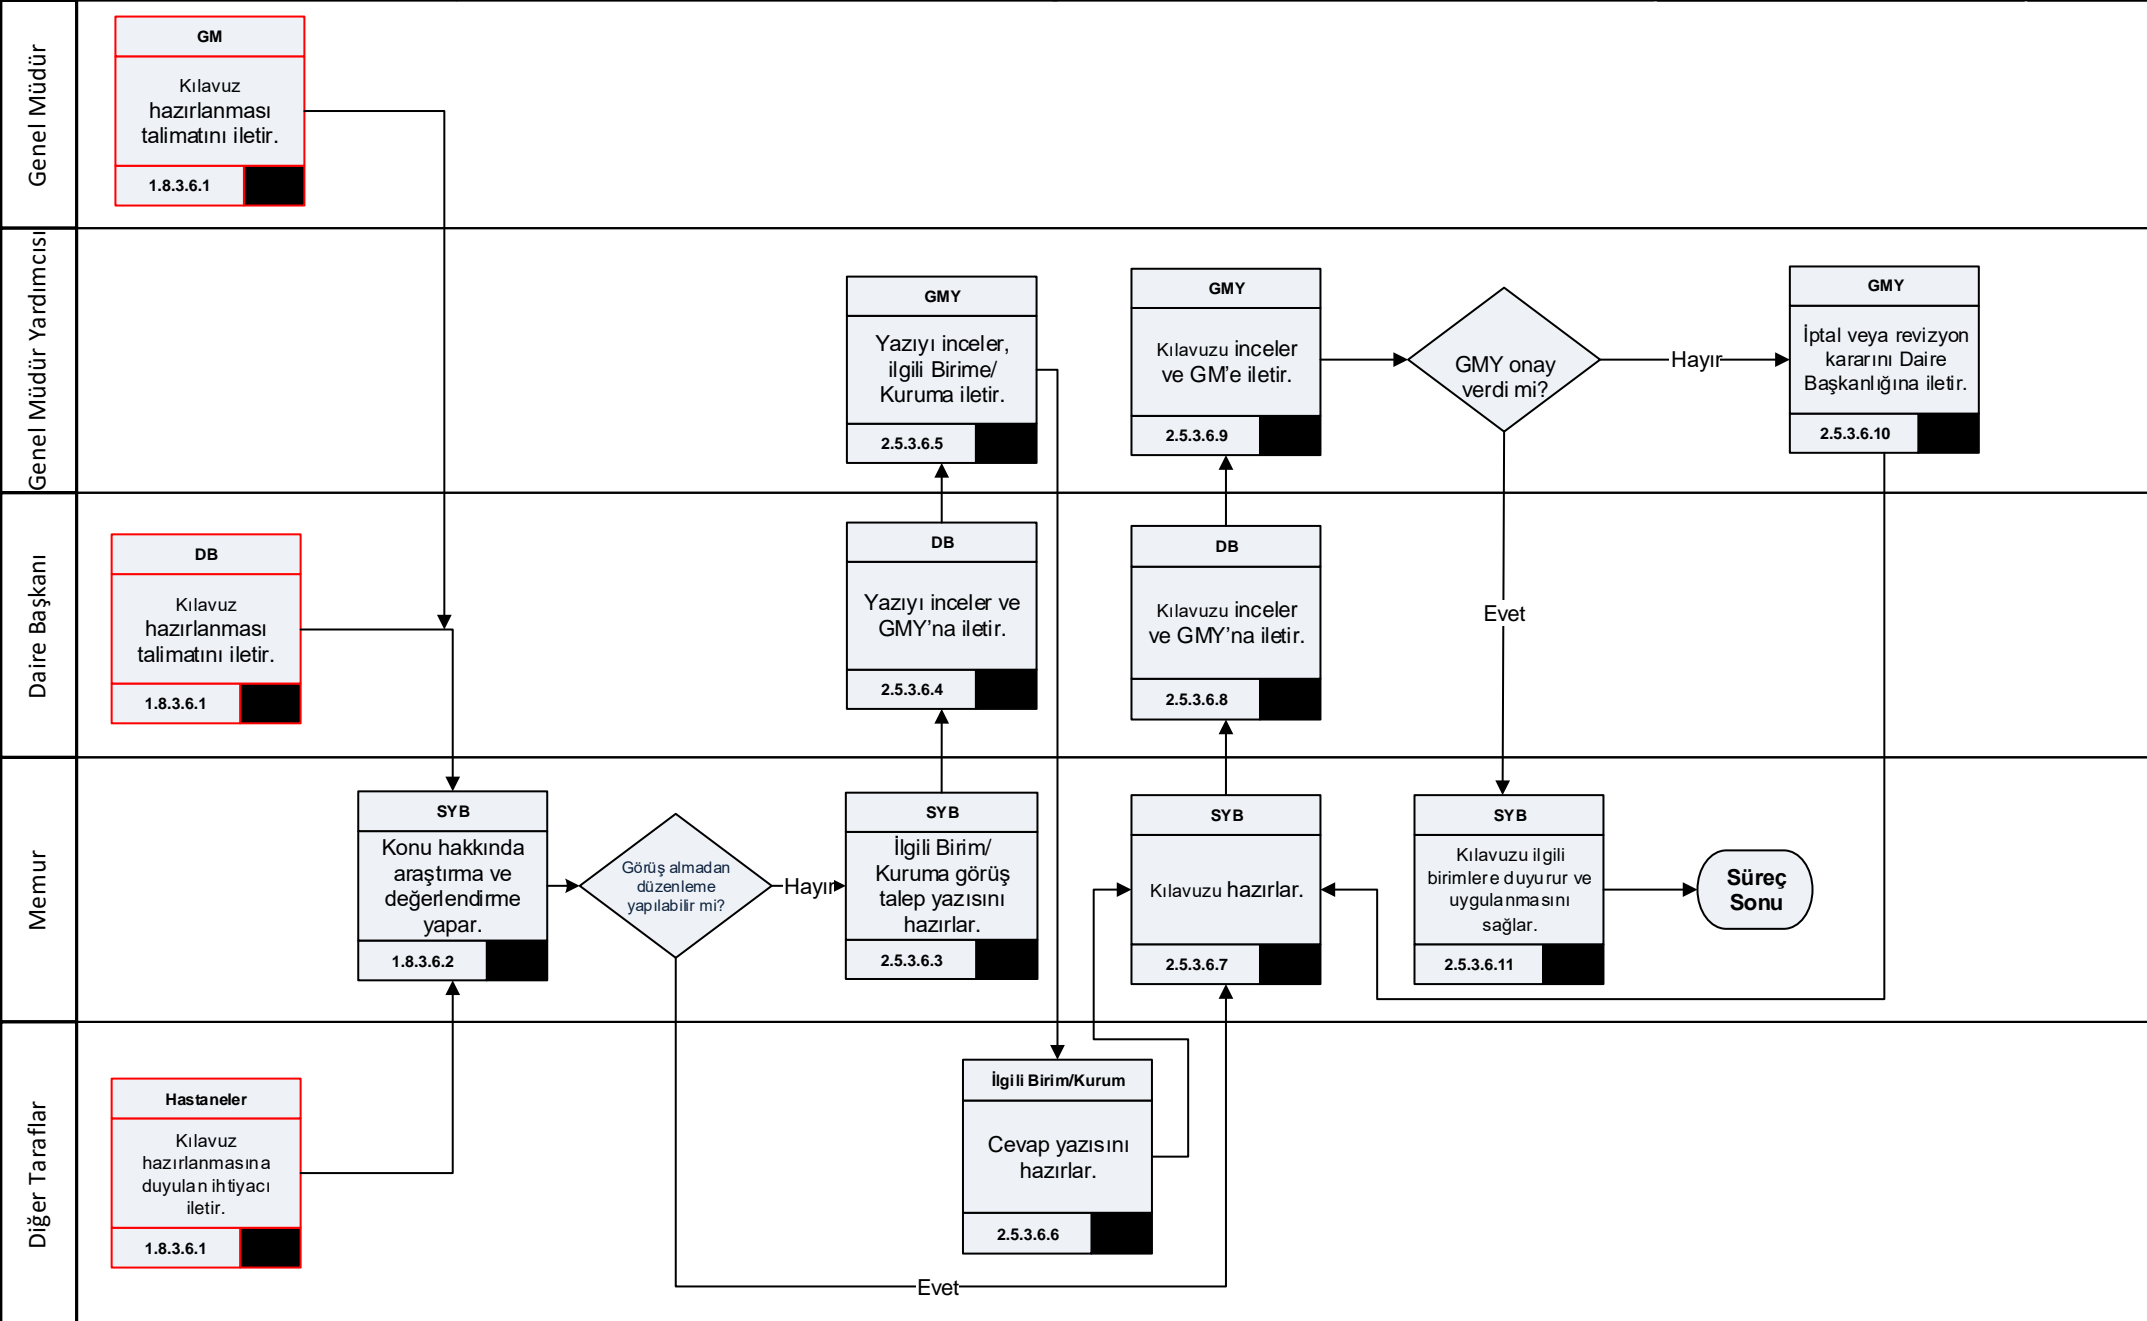 Genel Müdür
GM
Kılavuz
hazırlanması
talimatını iletir.
1.8.3.6.1
Genel Müdür Yardımcısı
GMY
Yazıyı inceler,
ilgili Birime/
Kuruma iletir.
2.5.3.6.5
GMY
Kılavuzu inceler
ve GM’e iletir.
2.5.3.6.9
GMY onay
verdi mi?
Hayır
GMY
İptal veya revizyon
kararını Daire
Başkanlığına iletir.
2.5.3.6.10
Daire Başkanı
DB
Kılavuz
hazırlanması
talimatını iletir.
1.8.3.6.1
DB
Yazıyı inceler ve
GMY’na iletir.
2.5.3.6.4
DB
Kılavuzu inceler
ve GMY’na iletir.
2.5.3.6.8
Evet
Memur
SYB
Konu hakkında
araştırma ve
değerlendirme
yapar.
1.8.3.6.2
Görüş almadan
düzenleme
yapılabilir mi?
Hayır
SYB
İlgili Birim/
Kuruma görüş
talep yazısını
hazırlar.
2.5.3.6.3
SYB
Kılavuzu hazırlar.
2.5.3.6.7
SYB
Kılavuzu ilgili
birimlere duyurur ve
uygulanmasını
sağlar.
2.5.3.6.11
Süreç
Sonu
Diğer Taraflar
Hastaneler
Kılavuz
hazırlanmasına
duyulan ihtiyacı
iletir.
1.8.3.6.1
İlgili Birim/Kurum
Cevap yazısını
hazırlar.
2.5.3.6.6
Evet